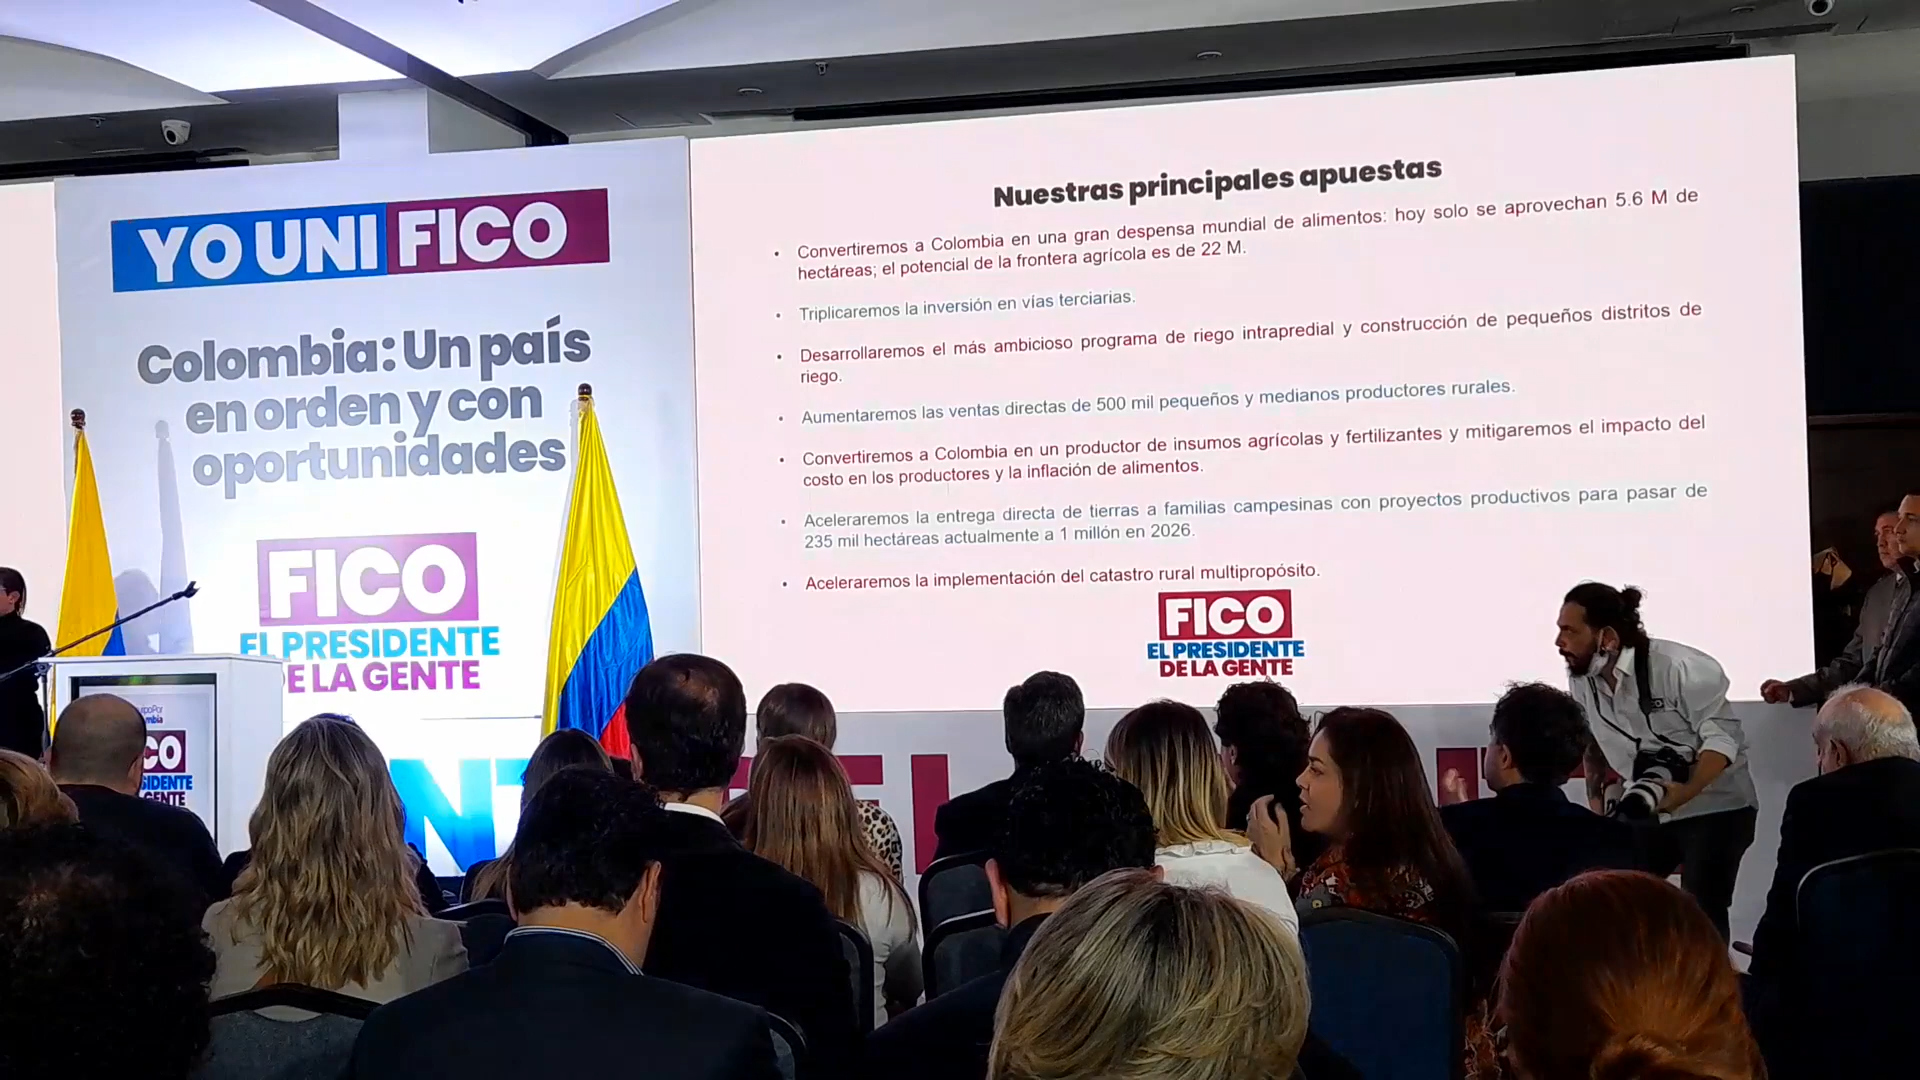 YO UNI FICO
Colombia: Un país
en orden y con
oportunidades
FICO
EL PRESIDENTE
DE LA GENTE
Nuestras principales apuestas
• Convertiremos a Colombia en una gran despensa mundial de alimentos: hoy solo se aprovechan 5.6 M de
hectáreas; el potencial de la frontera agrícola es de 22 M.
• Triplicaremos la inversión en vías terciarias.
• Desarrollaremos el más ambicioso programa de riego intrapredial y construcción de pequeños distritos de
riego.
• Aumentaremos las ventas directas de 500 mil pequeños y medianos productores rurales.
• Convertiremos a Colombia en un productor de insumos agrícolas y fertilizantes y mitigaremos el impacto del
costo en los productores y la inflación de alimentos.
• Aceleraremos la entrega directa de tierras a familias campesinas con proyectos productivos para pasar de
235 mil hectáreas actualmente a 1 millón en 2026.
• Aceleraremos la implementación del catastro rural multipropósito.
FICO
EL PRESIDENTE
DE LA GENTE
CO
SIDENTE
GENTE